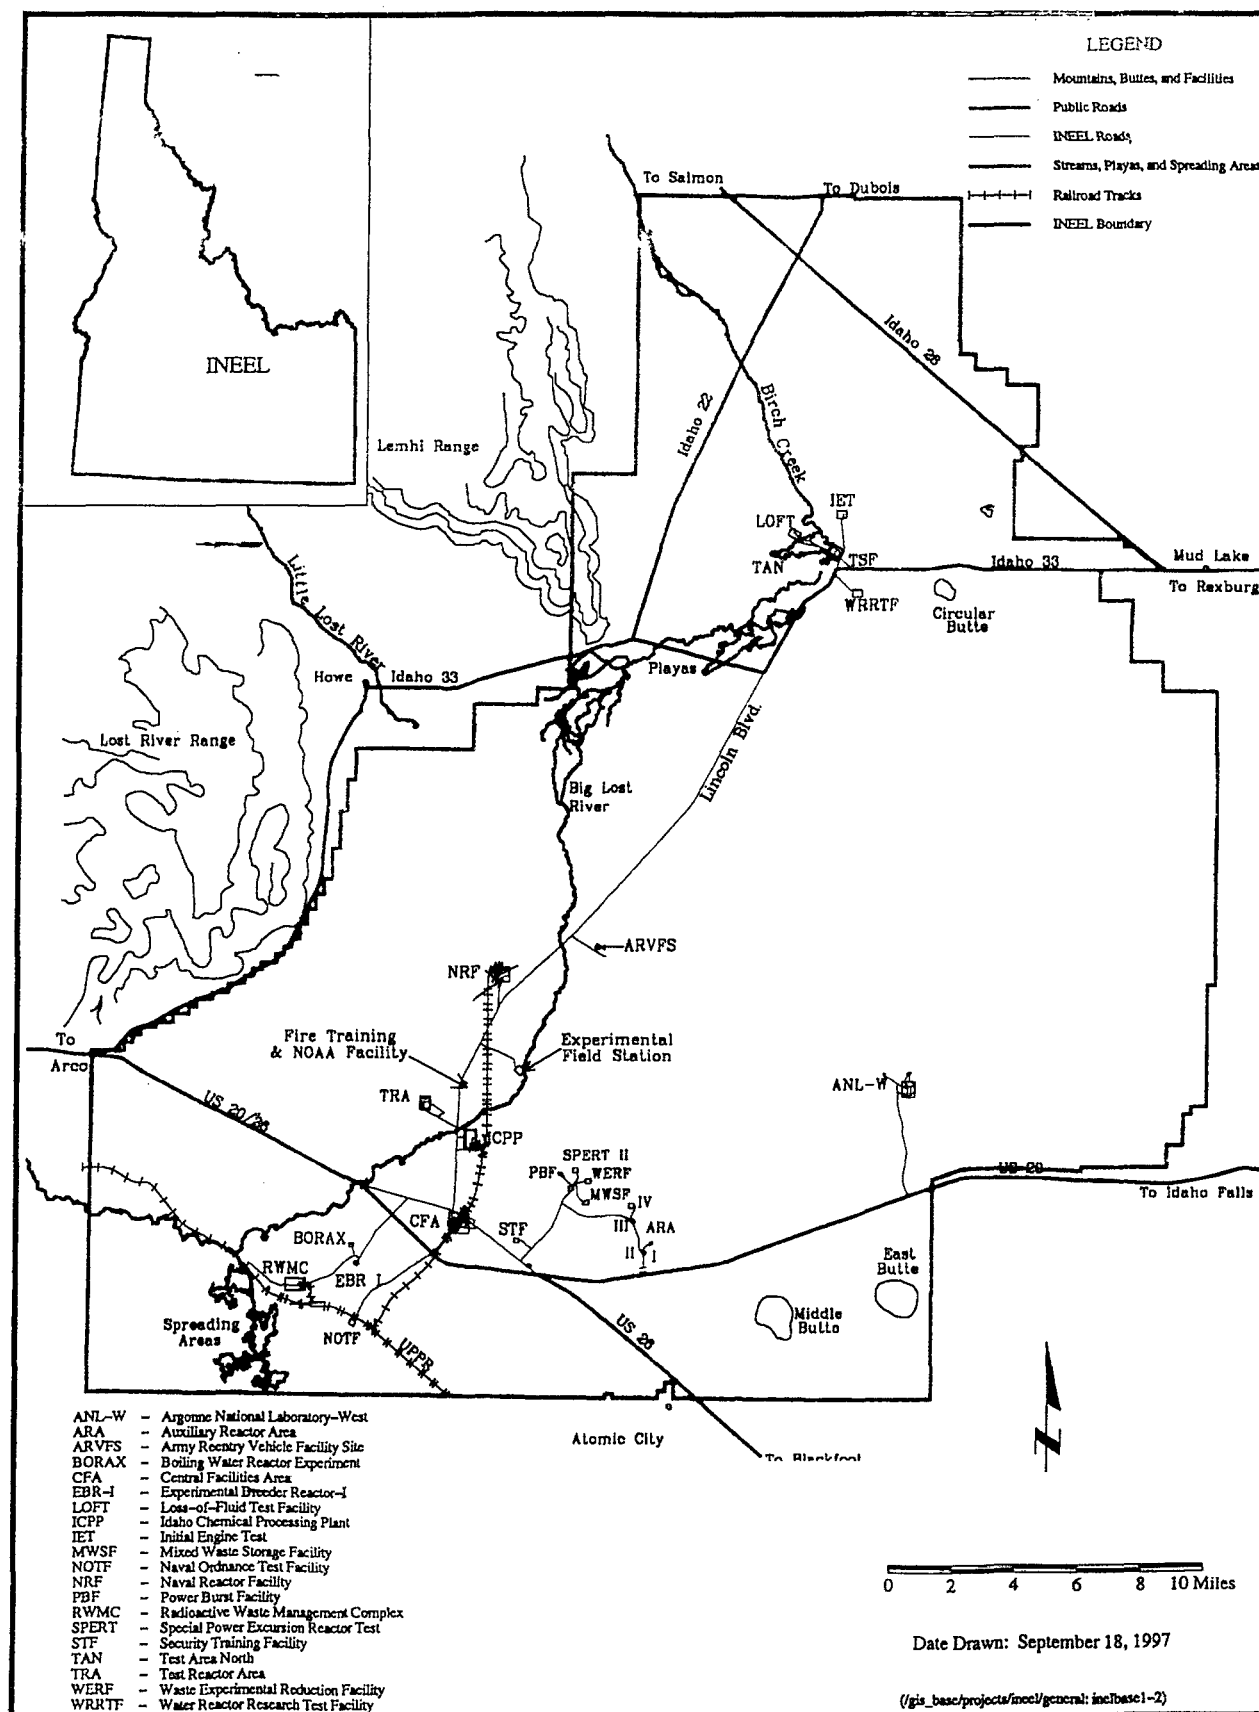 LEGEND
Mountains, Buttes, and Facilities
Public Roads
INEEL Roads
Streams, Playas, and Spreading Areas
Railroad Tracks
INEEL Boundary
INEEL
To Salmon
To Dubois
Idaho 28
Idaho 22
Birch Creek
Lemhi Range
IET
LOFT
TAN
TSF
WRRTF
Idaho 33
Mud Lake
To Rexburg
Circular
Butte
Little Lost River
Howe
Idaho 33
Playas
Lost River Range
Lincoln Blvd.
Big Lost
River
ARVFS
NRF
To
Arco
Fire Training
& NOAA Facility
Experimental
Field Station
TRA
ANL-W
US 20/26
ICPP
SPERT II
PBF
WERF
MWSF
IV
III
ARA
II
I
CFA
STF
US 20
To Idaho Falls
BORAX
RWMC
EBR I
East
Butte
Middle
Butte
Spreading
Areas
NOTF
UPPR
US 26
Atomic City
To Blackfoot
ANL-W - Argonne National Laboratory-West
ARA - Auxiliary Reactor Area
ARVFS - Army Reentry Vehicle Facility Site
BORAX - Boiling Water Reactor Experiment
CFA - Central Facilities Area
EBR-I - Experimental Breeder Reactor-I
LOFT - Loss-of-Fluid Test Facility
ICPP - Idaho Chemical Processing Plant
IET - Initial Engine Test
MWSF - Mixed Waste Storage Facility
NOTF - Naval Ordnance Test Facility
NRF - Naval Reactor Facility
PBF - Power Burst Facility
RWMC - Radioactive Waste Management Complex
SPERT - Special Power Excursion Reactor Test
STF - Security Training Facility
TAN - Test Area North
TRA - Test Reactor Area
WERF - Waste Experimental Reduction Facility
WRRTF - Water Reactor Research Test Facility
N
0 2 4 6 8 10 Miles
Date Drawn: September 18, 1997
(/gis_base/projects/ineel/general: inelbase1-2)